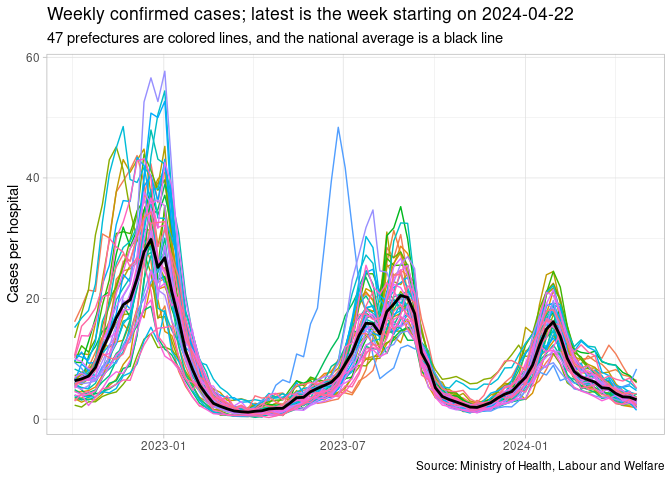 Weekly confirmed cases; latest is the week starting on 2024-04-22
47 prefectures are colored lines, and the national average is a black line
Cases per hospital
60
40
20
0
2023-01
2023-07
2024-01
Source: Ministry of Health, Labour and Welfare